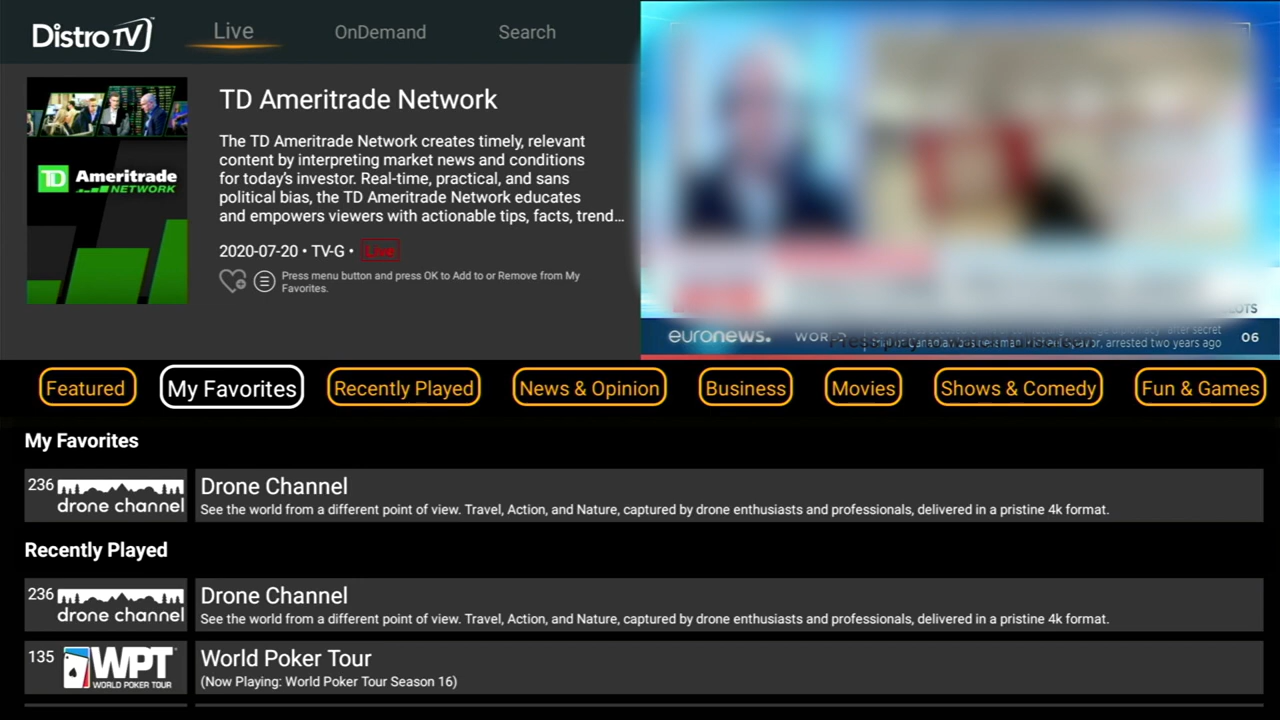 Distro TV
Live
OnDemand
Search
TD Ameritrade
NETWORK
TD Ameritrade Network
The TD Ameritrade Network creates timely, relevant
content by interpreting market news and conditions
for today's investor. Real-time, practical, and sans
political bias, the TD Ameritrade Network educates
and empowers viewers with actionable tips, facts, trend...
2020-07-20 • TV-G • Live
Press menu button and press OK to Add to or Remove from My
Favorites.
euronews.
arrested two years ago
after secret
06
Featured
My Favorites
Recently Played
News & Opinion
Business
Movies
Shows & Comedy
Fun & Games
My Favorites
236
drone channel
Drone Channel
See the world from a different point of view. Travel, Action, and Nature, captured by drone enthusiasts and professionals, delivered in a pristine 4k format.
Recently Played
236
drone channel
Drone Channel
See the world from a different point of view. Travel, Action, and Nature, captured by drone enthusiasts and professionals, delivered in a pristine 4k format.
135
WPT
WORLD POKER TOUR
World Poker Tour
(Now Playing: World Poker Tour Season 16)